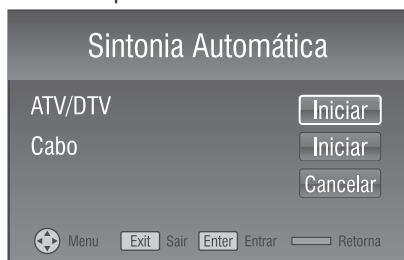 Sintonia Automática
ATV/DTV Iniciar
Cabo Iniciar
Cancelar
Menu Exit Sair Enter Entrar Retorna